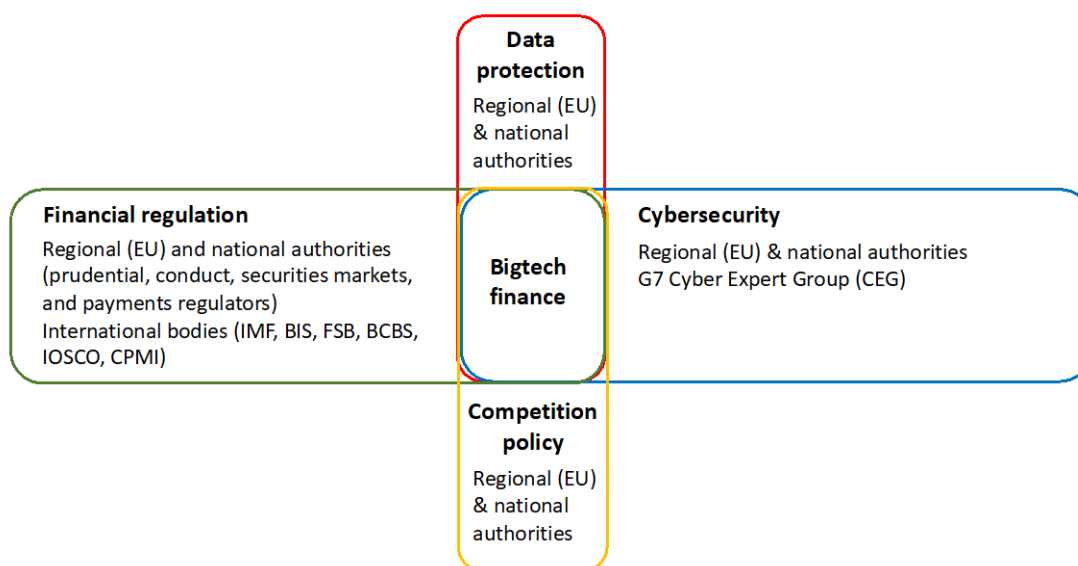 Data
protection
Regional (EU)
& national
authorities
Financial regulation
Regional (EU) and national authorities
(prudential, conduct, securities markets,
and payments regulators)
International bodies (IMF, BIS, FSB, BCBS,
IOSCO, CPMI)
Bigtech
finance
Cybersecurity
Regional (EU) & national authorities
G7 Cyber Expert Group (CEG)
Competition
policy
Regional (EU)
& national
authorities